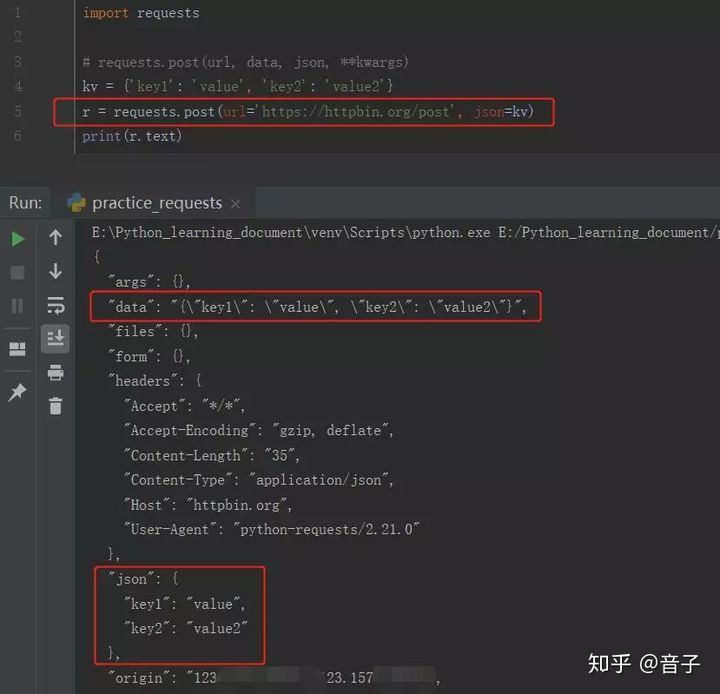 1 import requests
2
3 # requests.post(url, data, json, **kwargs)
4 kv = {'key1': 'value', 'key2': 'value2'}
5 r = requests.post(url='https://httpbin.org/post', json=kv)
6 print(r.text)
Run: practice_requests ×
E:\Python_learning_document\venv\Scripts\python.exe E:/Python_learning_document/
{
"args": {},
"data": "{\"key1\": \"value\", \"key2\": \"value2\"}",
"files": {},
"form": {},
"headers": {
"Accept": "*/*",
"Accept-Encoding": "gzip, deflate",
"Content-Length": "35",
"Content-Type": "application/json",
"Host": "httpbin.org",
"User-Agent": "python-requests/2.21.0"
},
"json": {
"key1": "value",
"key2": "value2"
},
"origin": "123 23.157 ,
知乎 @音子